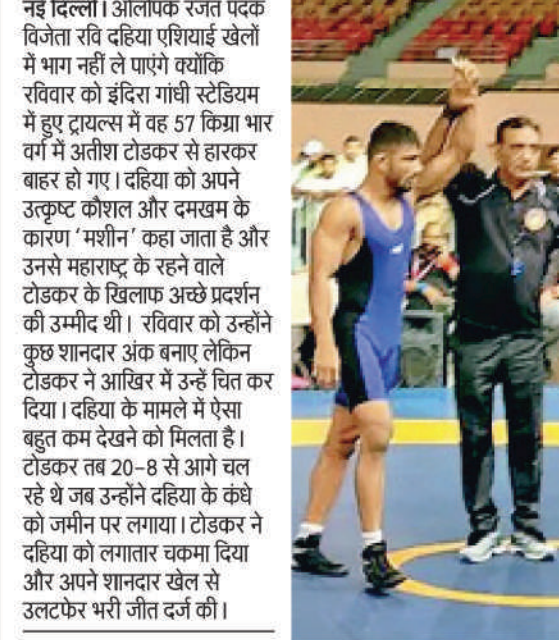 नई दिल्ली। ओलंपिक रजत पदक
विजेता रवि दहिया एशियाई खेलों
में भाग नहीं ले पाएंगे क्योंकि
रविवार को इंदिरा गांधी स्टेडियम
में हुए ट्रायल्स में वह 57 किग्रा भार
वर्ग में अतीश टोडकर से हारकर
बाहर हो गए। दहिया को अपने
उत्कृष्ट कौशल और दमखम के
कारण ‘मशीन’ कहा जाता है और
उनसे महाराष्ट्र के रहने वाले
टोडकर के खिलाफ अच्छे प्रदर्शन
की उम्मीद थी। रविवार को उन्होंने
कुछ शानदार अंक बनाए लेकिन
टोडकर ने आखिर में उन्हें चित कर
दिया। दहिया के मामले में ऐसा
बहुत कम देखने को मिलता है।
टोडकर तब 20-8 से आगे चल
रहे थे जब उन्होंने दहिया के कंधे
को जमीन पर लगाया। टोडकर ने
दहिया को लगातार चकमा दिया
और अपने शानदार खेल से
उलटफेर भरी जीत दर्ज की।